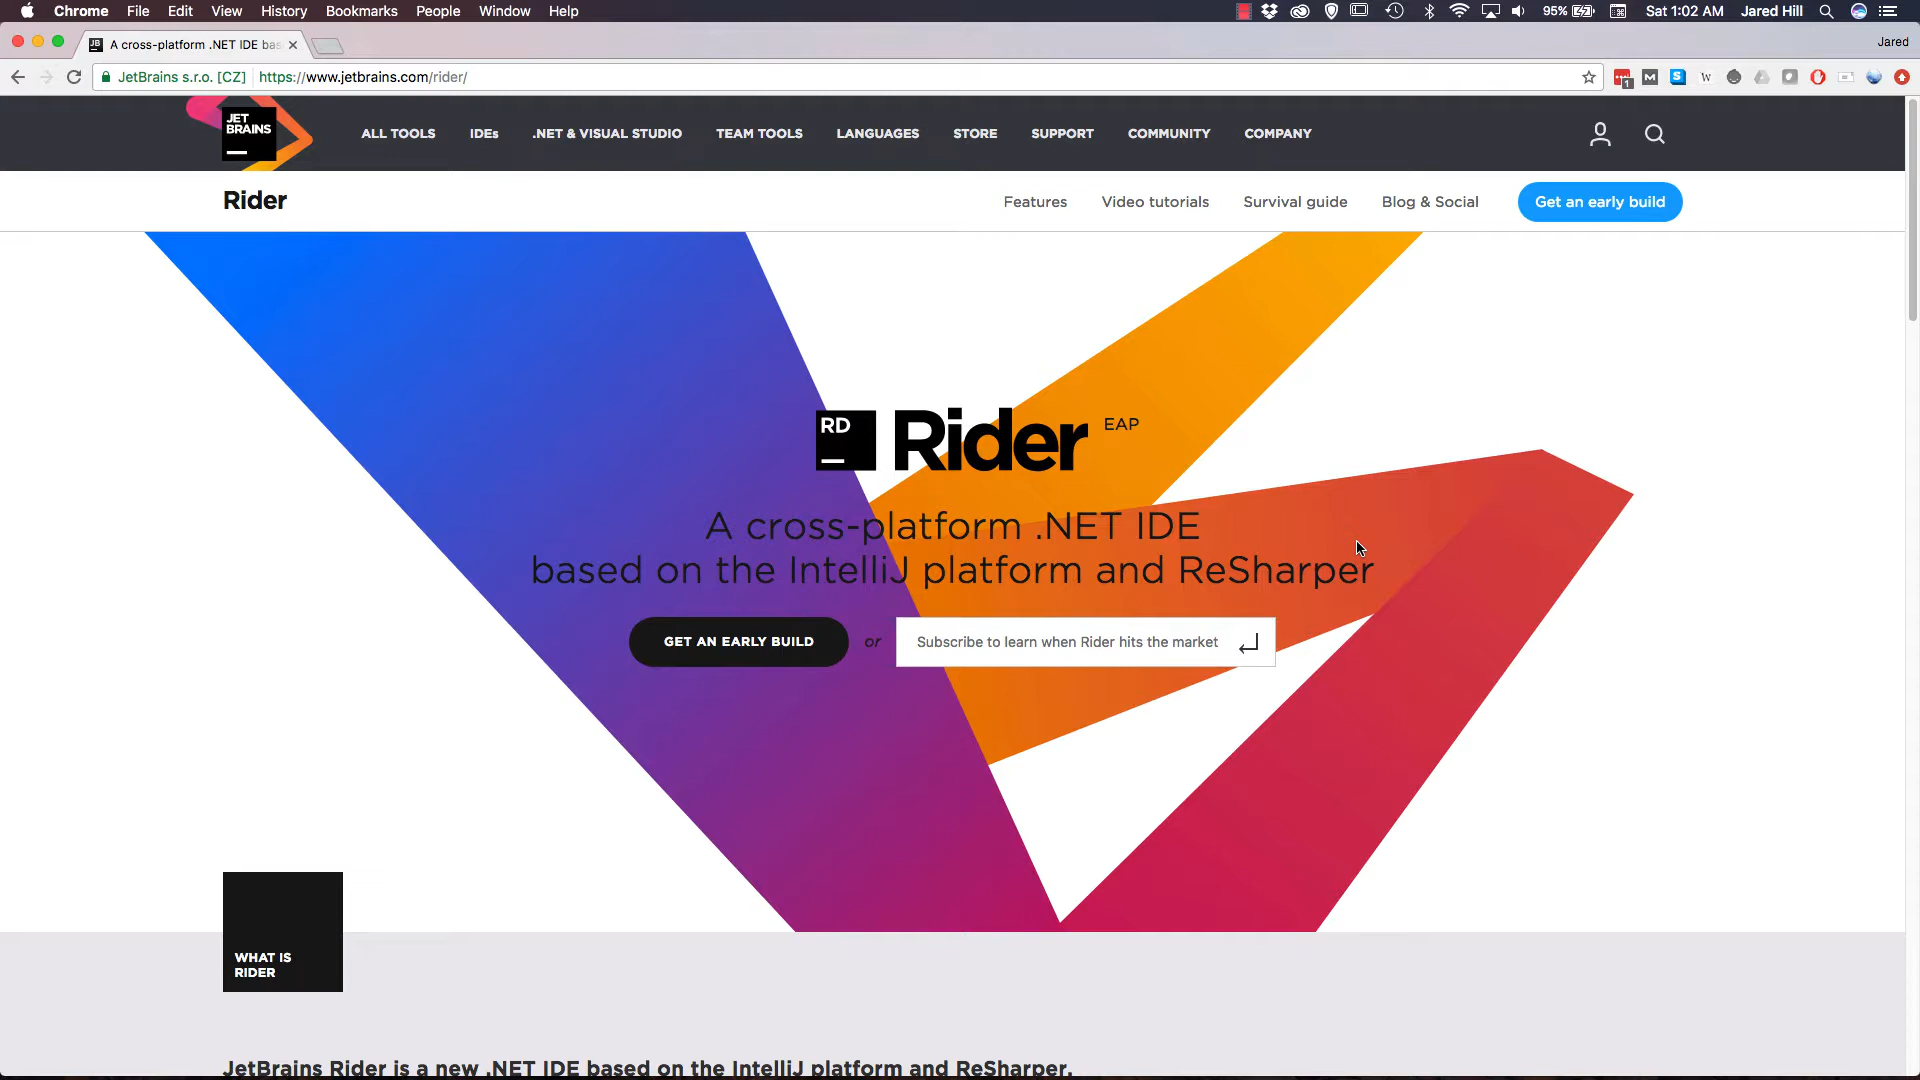 Chrome File Edit View History Bookmarks People Window Help 95% Sat 1:02 AM Jared Hill
A cross-platform .NET IDE bas Jared
JetBrains s.r.o. [CZ] https://www.jetbrains.com/rider/
JET
BRAINS
ALL TOOLS IDEs .NET & VISUAL STUDIO TEAM TOOLS LANGUAGES STORE SUPPORT COMMUNITY COMPANY
Rider Features Video tutorials Survival guide Blog & Social Get an early build
RD Rider EAP
A cross-platform .NET IDE
based on the IntelliJ platform and ReSharper
GET AN EARLY BUILD or Subscribe to learn when Rider hits the market
WHAT IS
RIDER
JetBrains Rider is a new .NET IDE based on the IntelliJ platform and ReSharper.